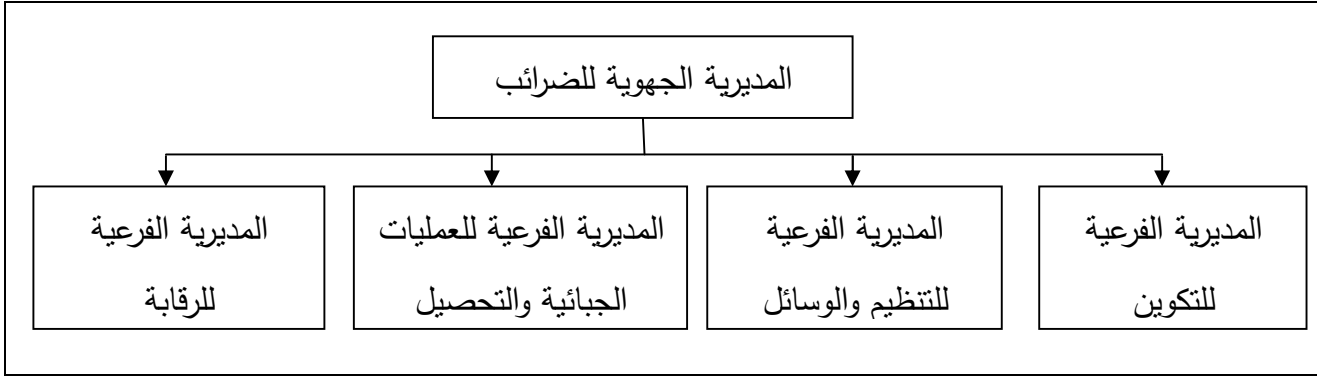 المديرية الجهوية للضرائب
المديرية الفرعية
للتكوين
المديرية الفرعية
للتنظيم والوسائل
المديرية الفرعية للعمليات
الجبائية والتحصيل
المديرية الفرعية
للرقابة